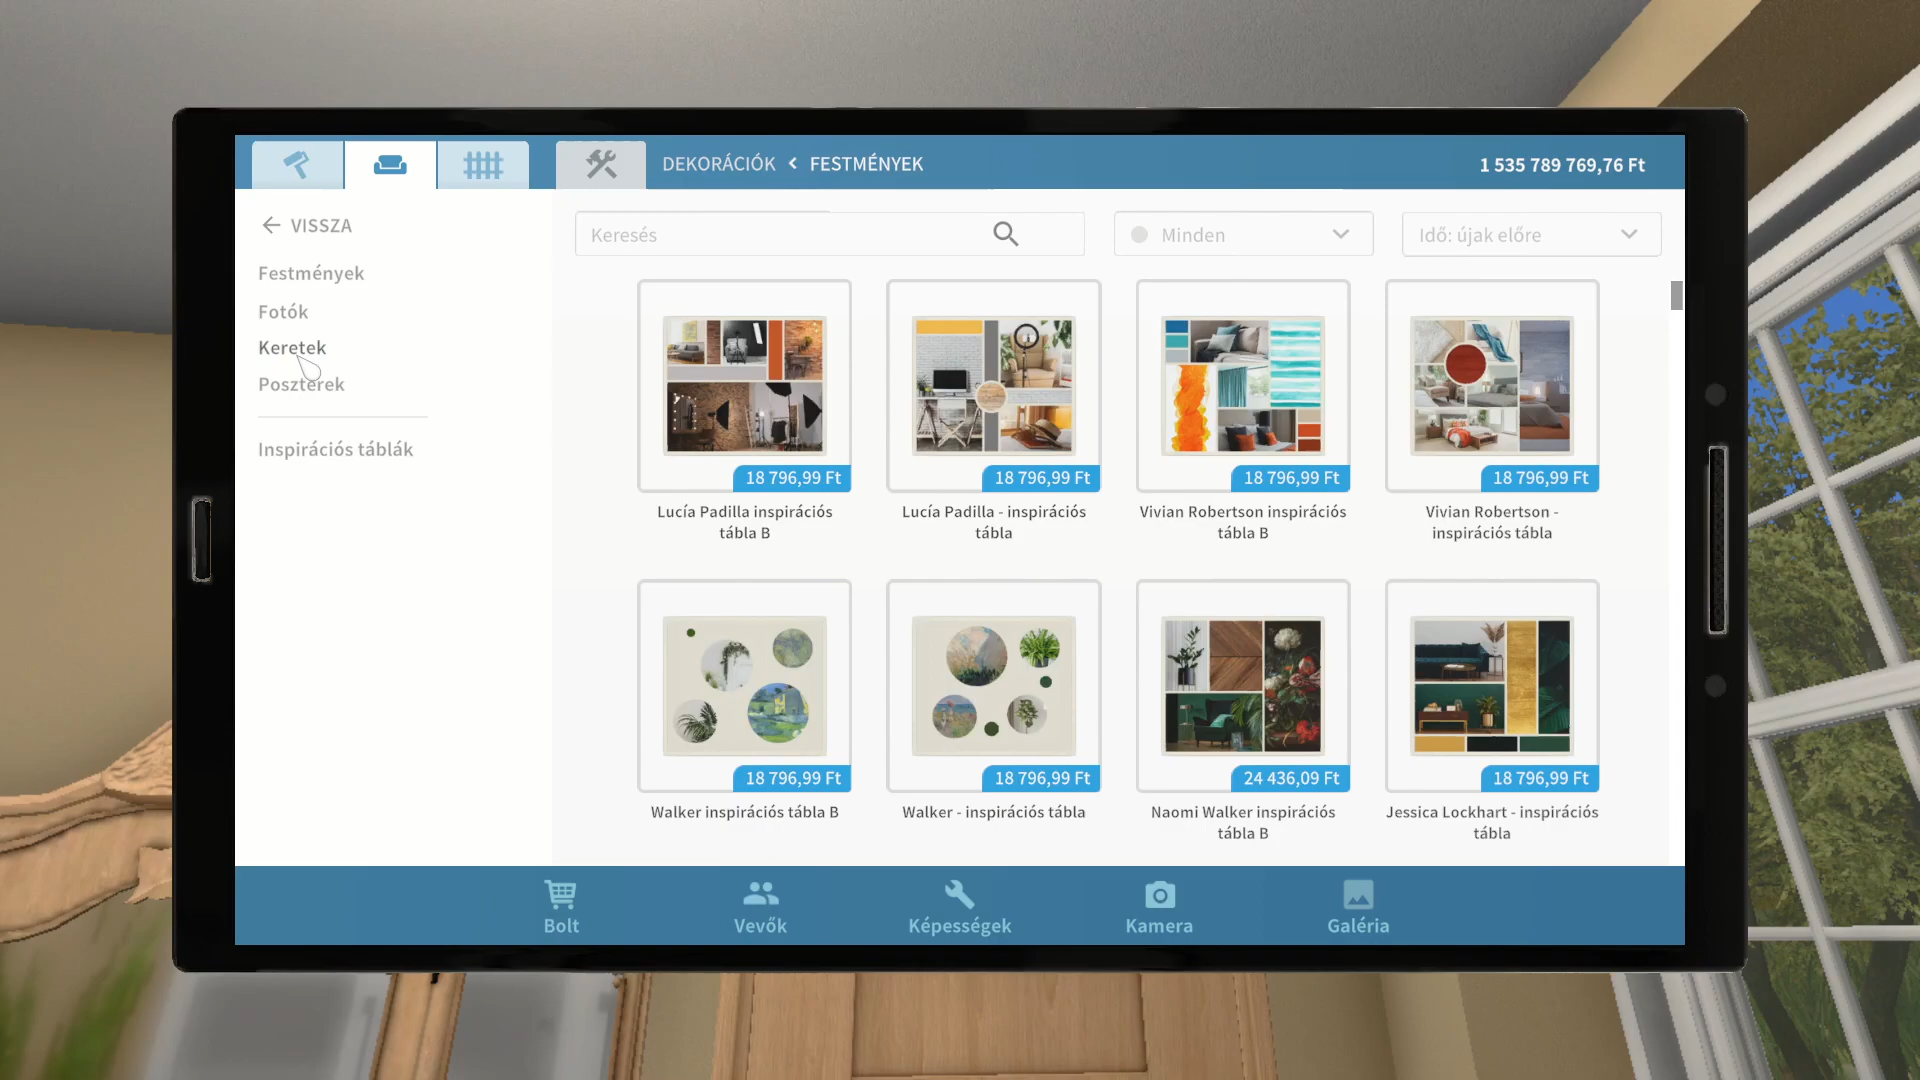 DEKORÁCIÓK < FESTMÉNYEK
1 535 789 769,76 Ft
VISSZA
Festmények
Fotók
Keretek
Poszterek
Inspirációs táblák
Keresés
Minden
Idő: újak előre
18 796,99 Ft
Lucía Padilla inspirációs
tábla B
18 796,99 Ft
Lucía Padilla - inspirációs
tábla
18 796,99 Ft
Vivian Robertson inspirációs
tábla B
18 796,99 Ft
Vivian Robertson -
inspirációs tábla
18 796,99 Ft
Walker inspirációs tábla B
18 796,99 Ft
Walker - inspirációs tábla
24 436,09 Ft
Naomi Walker inspirációs
tábla B
18 796,99 Ft
Jessica Lockhart - inspirációs
tábla
Bolt
Vevők
Képességek
Kamera
Galéria